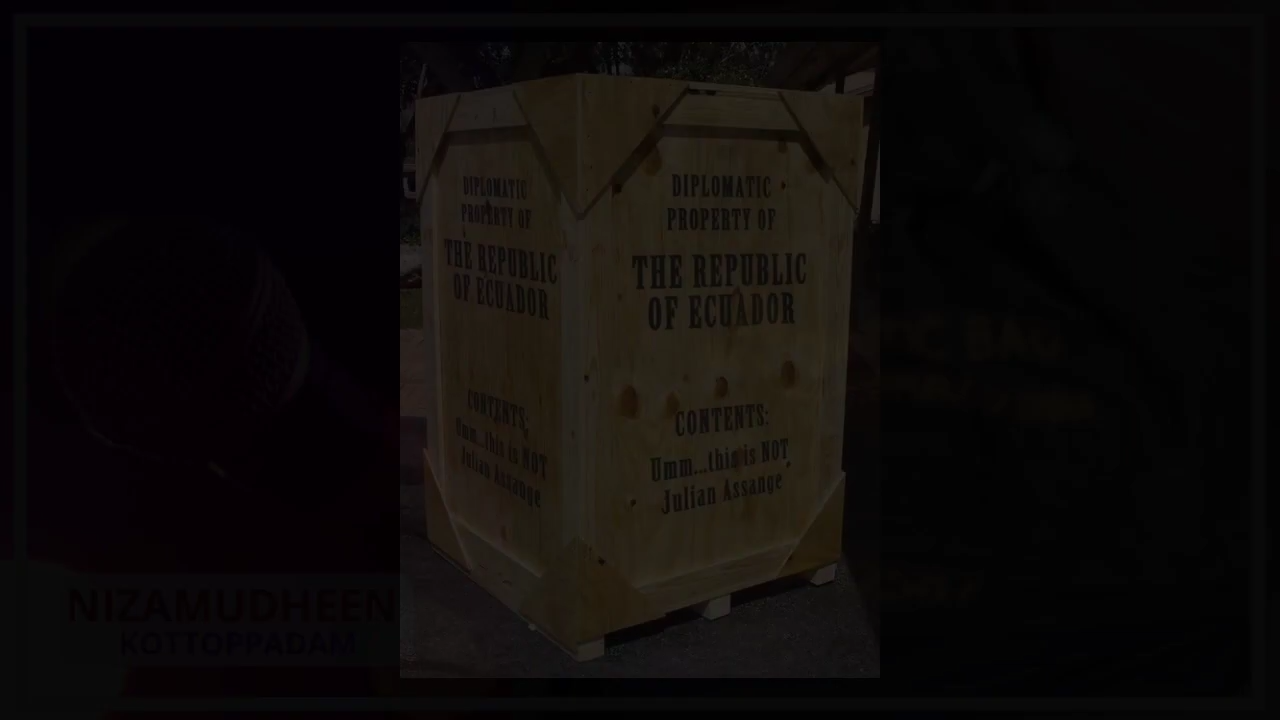 DIPLOMATIC
PROPERTY OF
THE REPUBLIC
OF ECUADOR
CONTENTS:
Umm...this is NOT
Julian Assange
DIPLOMATIC
PROPERTY OF
THE REPUBLIC
OF ECUADOR
CONTENTS:
Umm...this is NOT
Julian Assange
NIZAMUDHEEN
KOTTOPPADAM